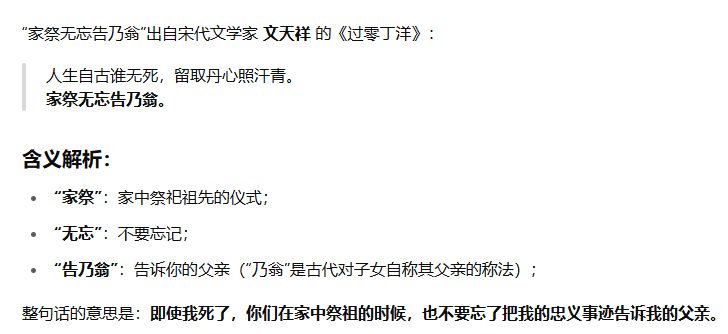 “家祭无忘告乃翁”出自宋代文学家 文天祥 的《过零丁洋》：
人生自古谁无死，留取丹心照汗青。
家祭无忘告乃翁。
含义解析：
• “家祭”：家中祭祀祖先的仪式；
• “无忘”：不要忘记；
• “告乃翁”：告诉你的父亲（“乃翁”是古代对子女自称其父亲的称法）；
整句话的意思是：即使我死了，你们在家中祭祖的时候，也不要忘了把我的忠义事迹告诉我的父亲。